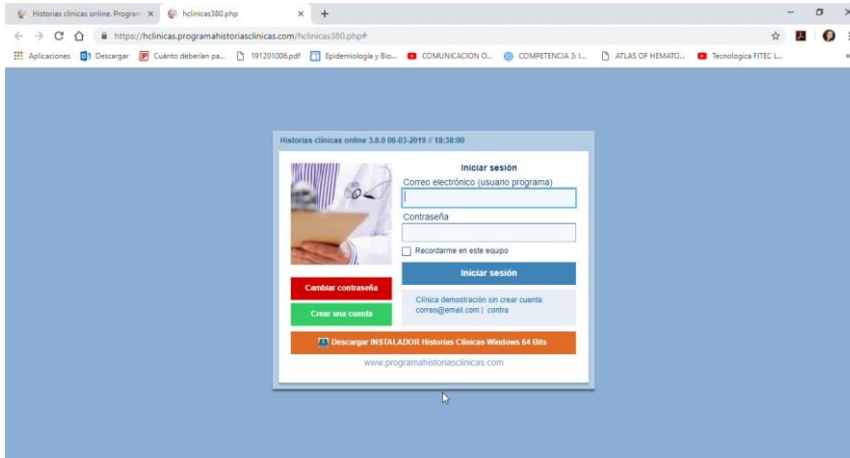 Historias clínicas online. Program
hclinicas380.php
https://hclinicas.programahistoriasclinicas.com/hclinicas380.php#
Aplicaciones
Descargar
Cuánto deberían pa...
191201006.pdf
Epidemiología y Bio...
COMUNICACION O...
COMPETENCIA 3: I...
ATLAS OF HEMATO...
Tecnologica FITEC L...
Historias clínicas online 3.8.0 06-03-2019 // 18:38:00
Iniciar sesión
Correo electrónico (usuario programa)
Contraseña
Recordarme en este equipo
Iniciar sesión
Cambiar contraseña
Crear una cuenta
Clínica demostración sin crear cuenta:
correo@email.com | contra
Descargar INSTALADOR Historias Clínicas Windows 64 Bits
www.programahistoriasclinicas.com